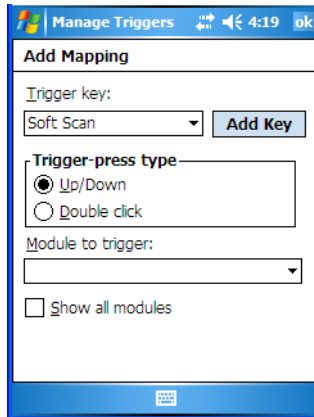 Manage Triggers 4:19 ok
Add Mapping
Trigger key:
Soft Scan Add Key
Trigger-press type
Up/Down
Double click
Module to trigger:
Show all modules